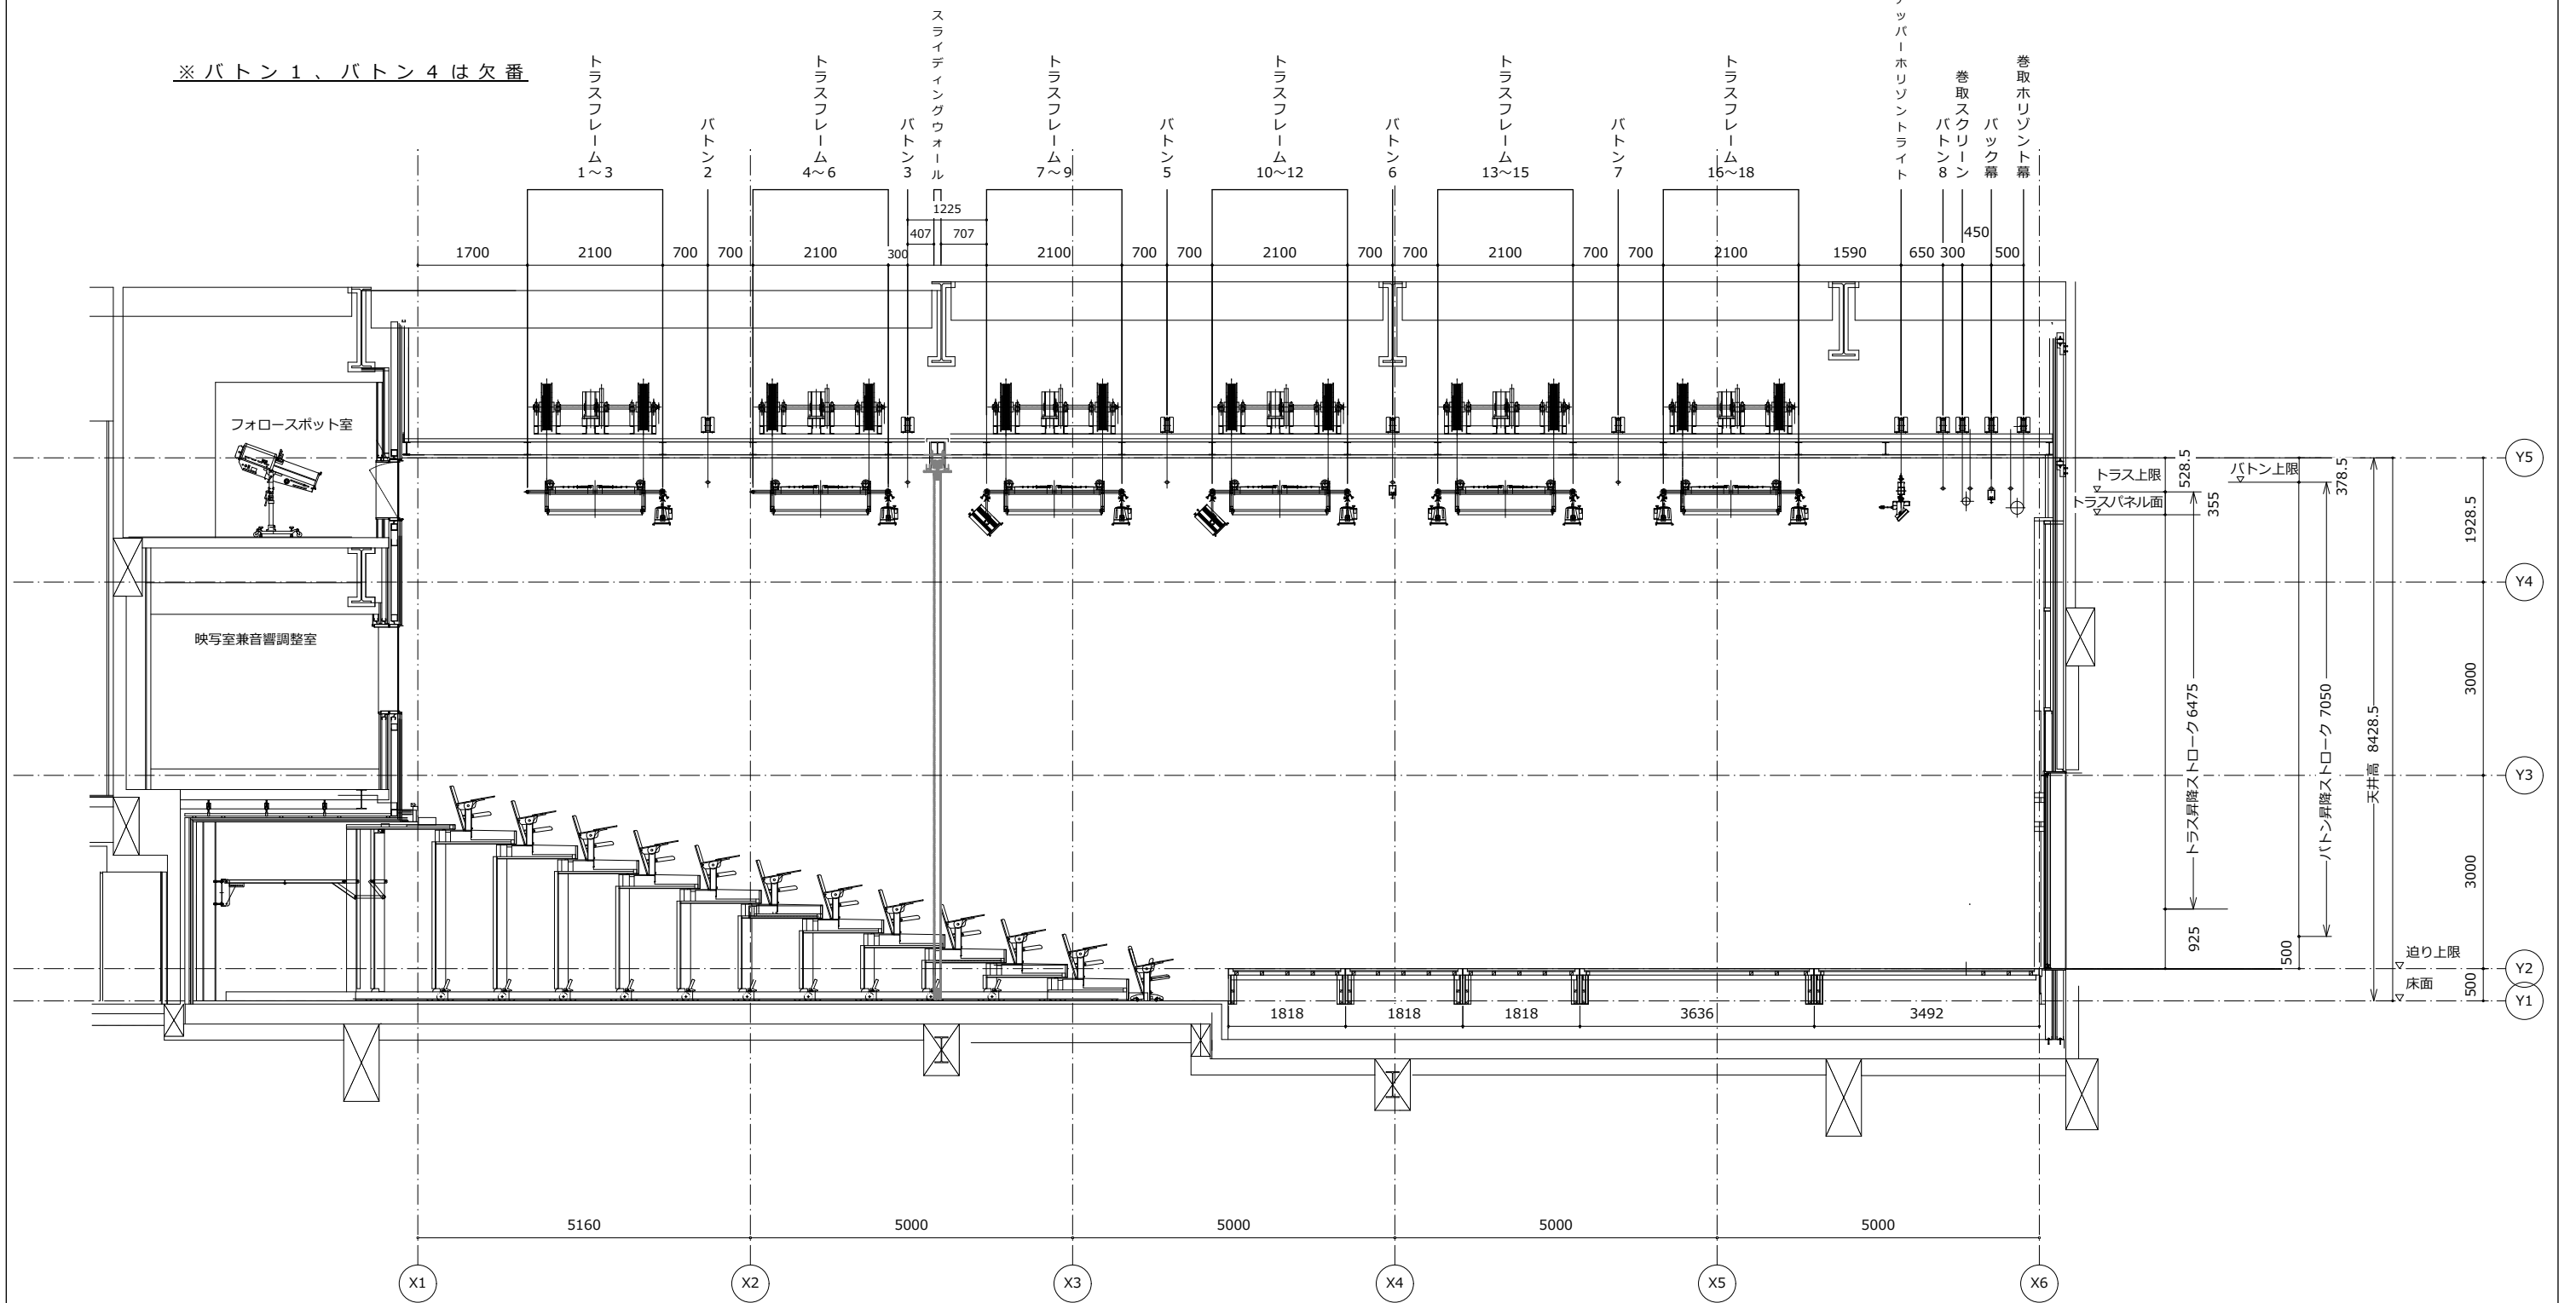 ※バトン1、バトン4は欠番
トラスフレーム
1～3
バトン
2
トラスフレーム
4～6
バトン
3
スライディングウォール
トラスフレーム
7～9
バトン
5
トラスフレーム
10～12
バトン
6
トラスフレーム
13～15
バトン
7
トラスフレーム
16～18
ッパーホリゾントライト
バトン
8
巻取スクリーン
バック幕
巻取ホリゾント幕
1225
407
707
450
1700
2100
700
700
2100
300
2100
700
700
2100
700
700
2100
700
700
2100
1590
650
300
500
フォロースポット室
映写室兼音響調整室
トラス上限
トラスパネル面
バトン上限
528.5
355
378.5
1928.5
3000
3000
500
トラス昇降ストローク 6475
バトン昇降ストローク 7050
天井高 8428.5
925
500
迫り上限
床面
Y5
Y4
Y3
Y2
Y1
1818
1818
1818
3636
3492
5160
5000
5000
5000
5000
X1
X2
X3
X4
X5
X6